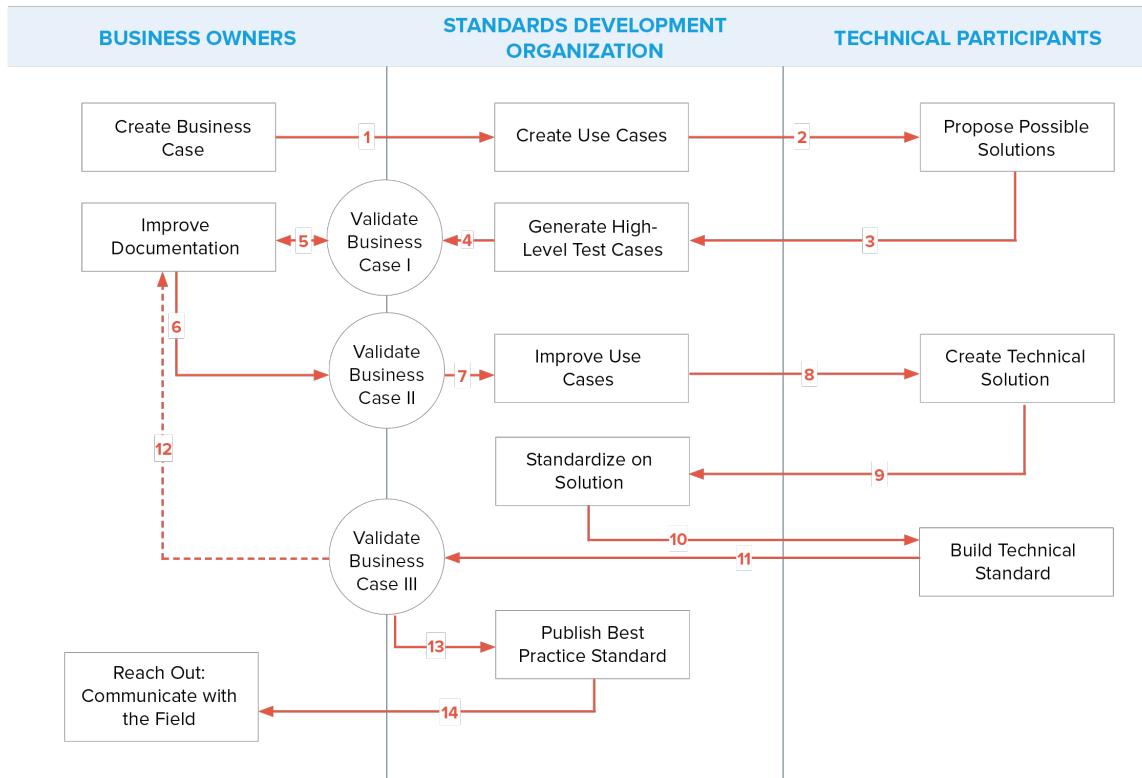 BUSINESS OWNERS
STANDARDS DEVELOPMENT
ORGANIZATION
TECHNICAL PARTICIPANTS
Create Business
Case
1
Create Use Cases
2
Propose Possible
Solutions
Improve
Documentation
5
Validate
Business
Case I
4
Generate High-
Level Test Cases
3
6
Validate
Business
Case II
7
Improve Use
Cases
8
Create Technical
Solution
12
Standardize on
Solution
9
10
11
Build Technical
Standard
Validate
Business
Case III
13
Publish Best
Practice Standard
14
Reach Out:
Communicate with
the Field